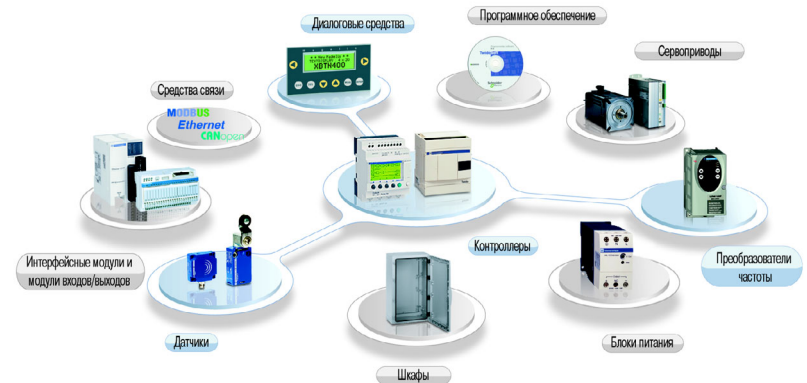 Диалоговые средства
Программное обеспечение
Сервоприводы
XBTH400
Средства связи
MODBUS
Ethernet
CANopen
Контроллеры
Интерфейсные модули и
модули входов/выходов
Преобразователи
частоты
Датчики
Блоки питания
Шкафы